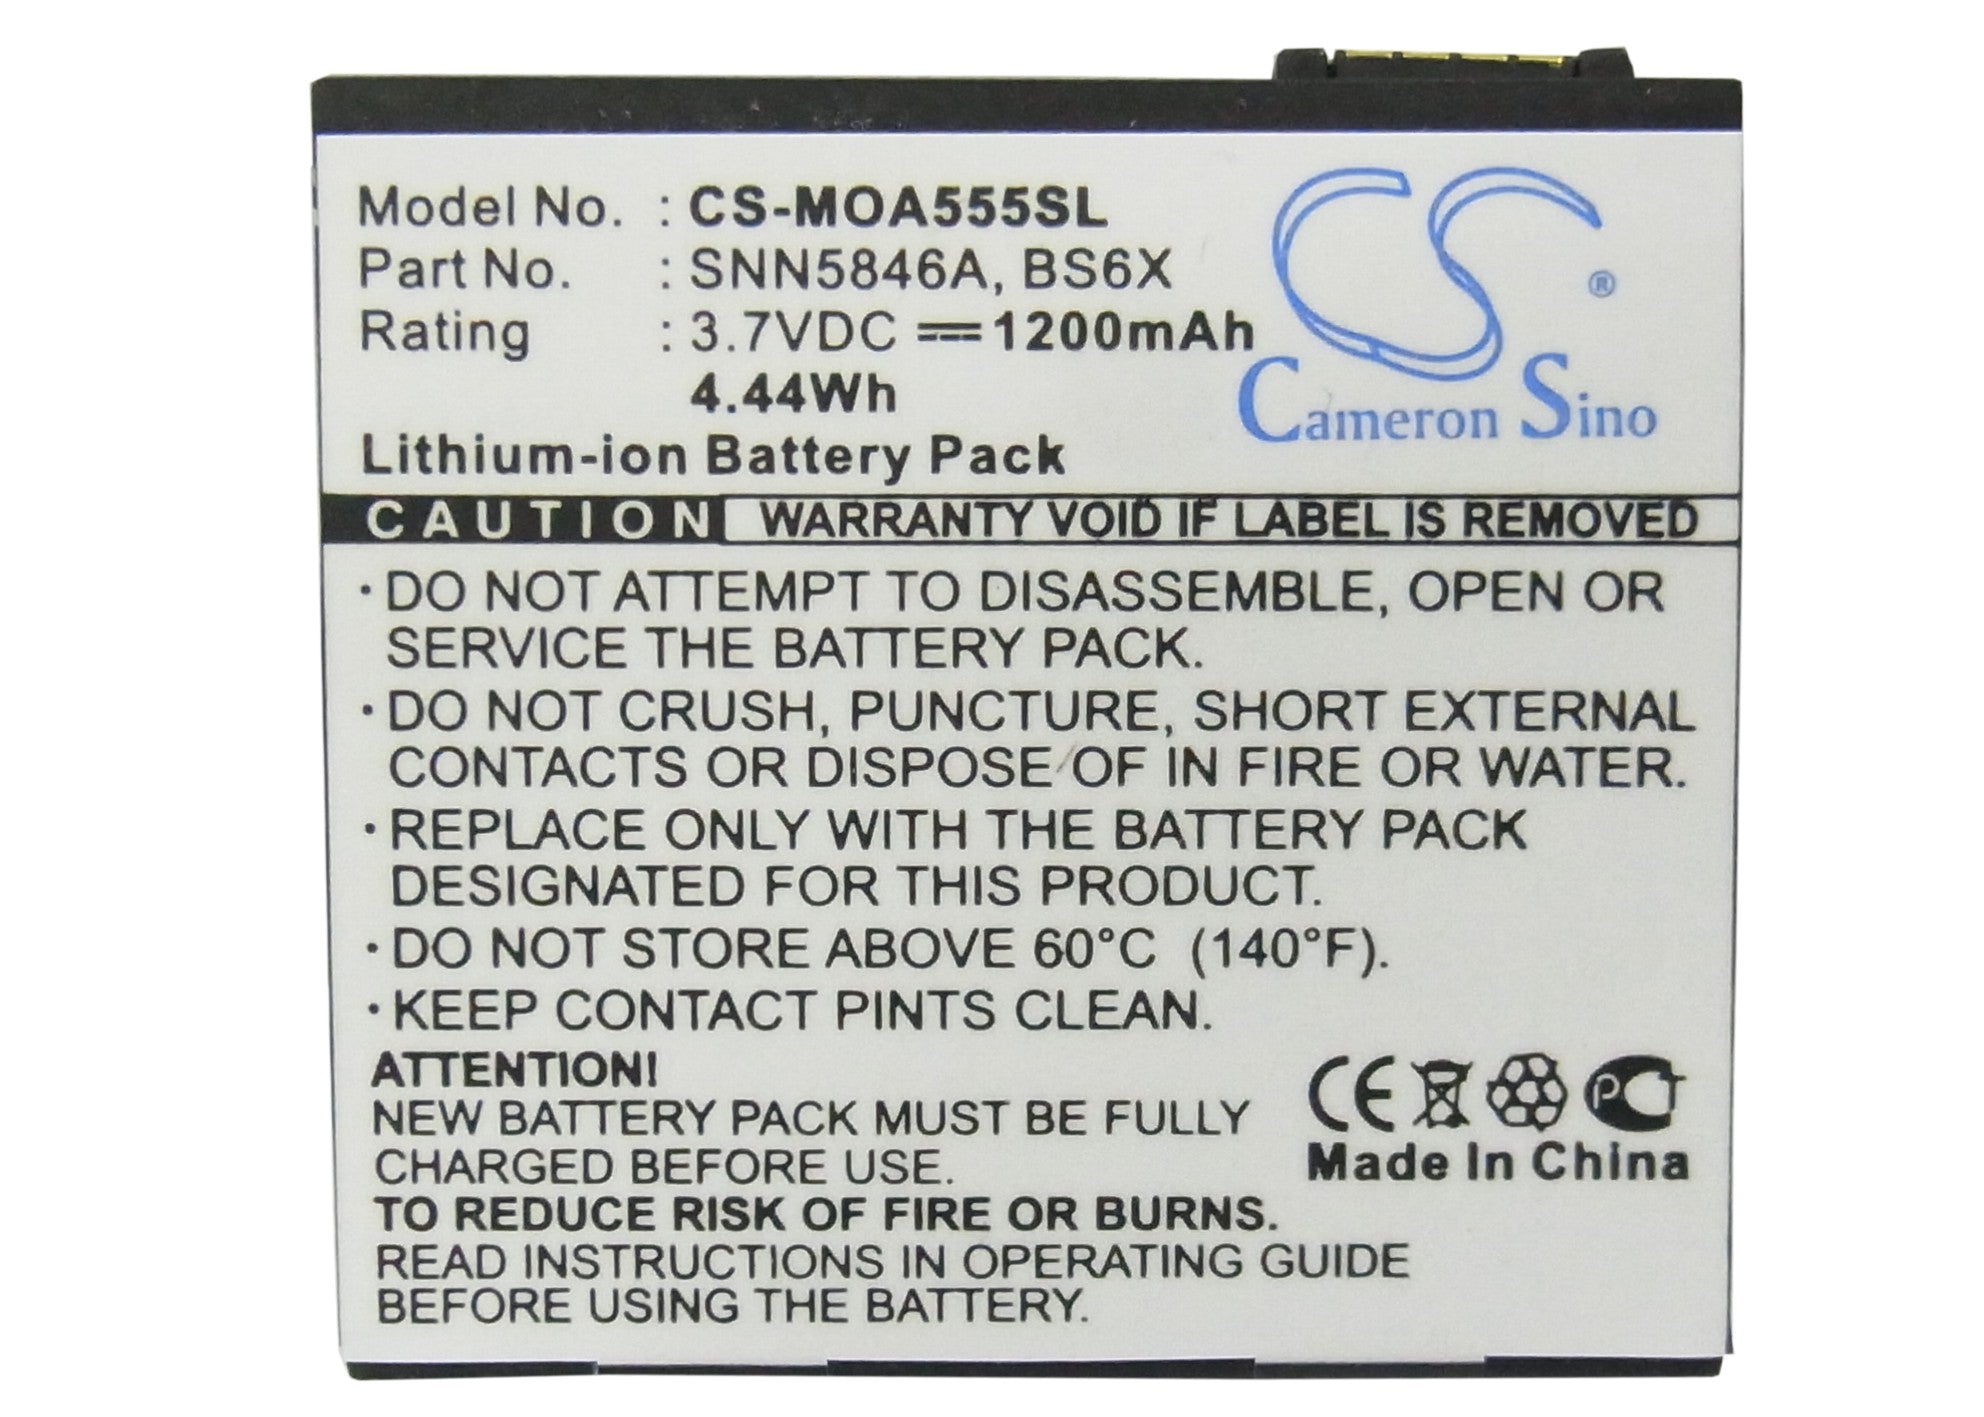 Model No. : CS-MOA555SL
Part No. : SNN5846A, BS6X
Rating : 3.7VDC ⎓ 1200mAh
4.44Wh
Lithium-ion Battery Pack
CS ®
Cameron Sino
CAUTION WARRANTY VOID IF LABEL IS REMOVED
· DO NOT ATTEMPT TO DISASSEMBLE, OPEN OR
SERVICE THE BATTERY PACK.
· DO NOT CRUSH, PUNCTURE, SHORT EXTERNAL
CONTACTS OR DISPOSE OF IN FIRE OR WATER.
· REPLACE ONLY WITH THE BATTERY PACK
DESIGNATED FOR THIS PRODUCT.
· DO NOT STORE ABOVE 60°C (140°F).
· KEEP CONTACT PINTS CLEAN.
ATTENTION!
NEW BATTERY PACK MUST BE FULLY
CHARGED BEFORE USE.
TO REDUCE RISK OF FIRE OR BURNS.
READ INSTRUCTIONS IN OPERATING GUIDE
BEFORE USING THE BATTERY.
CE PCT
Made In China